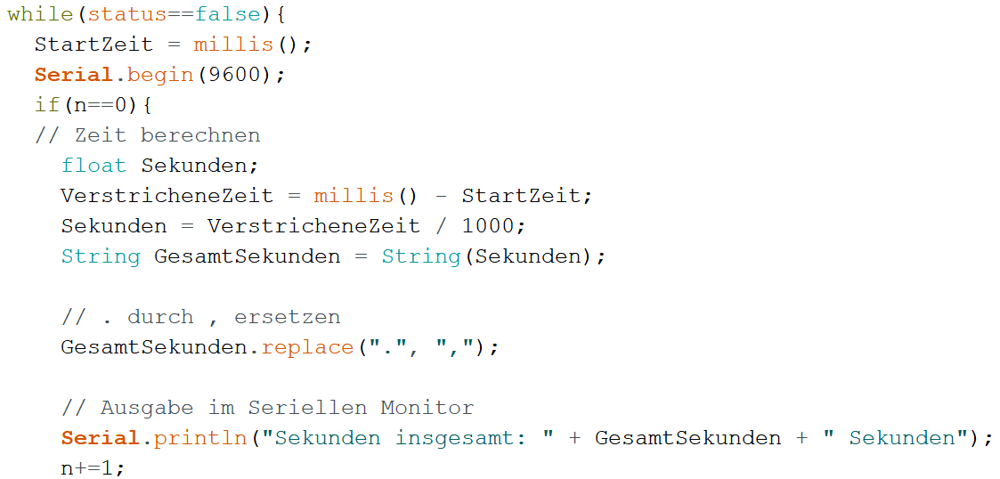 while(status==false){
StartZeit = millis();
Serial.begin(9600);
if(n==0){
// Zeit berechnen
float Sekunden;
VerstricheneZeit = millis() - StartZeit;
Sekunden = VerstricheneZeit / 1000;
String GesamtSekunden = String(Sekunden);
// . durch , ersetzen
GesamtSekunden.replace(".", ",");
// Ausgabe im Seriellen Monitor
Serial.println("Sekunden insgesamt: " + GesamtSekunden + " Sekunden");
n+=1;